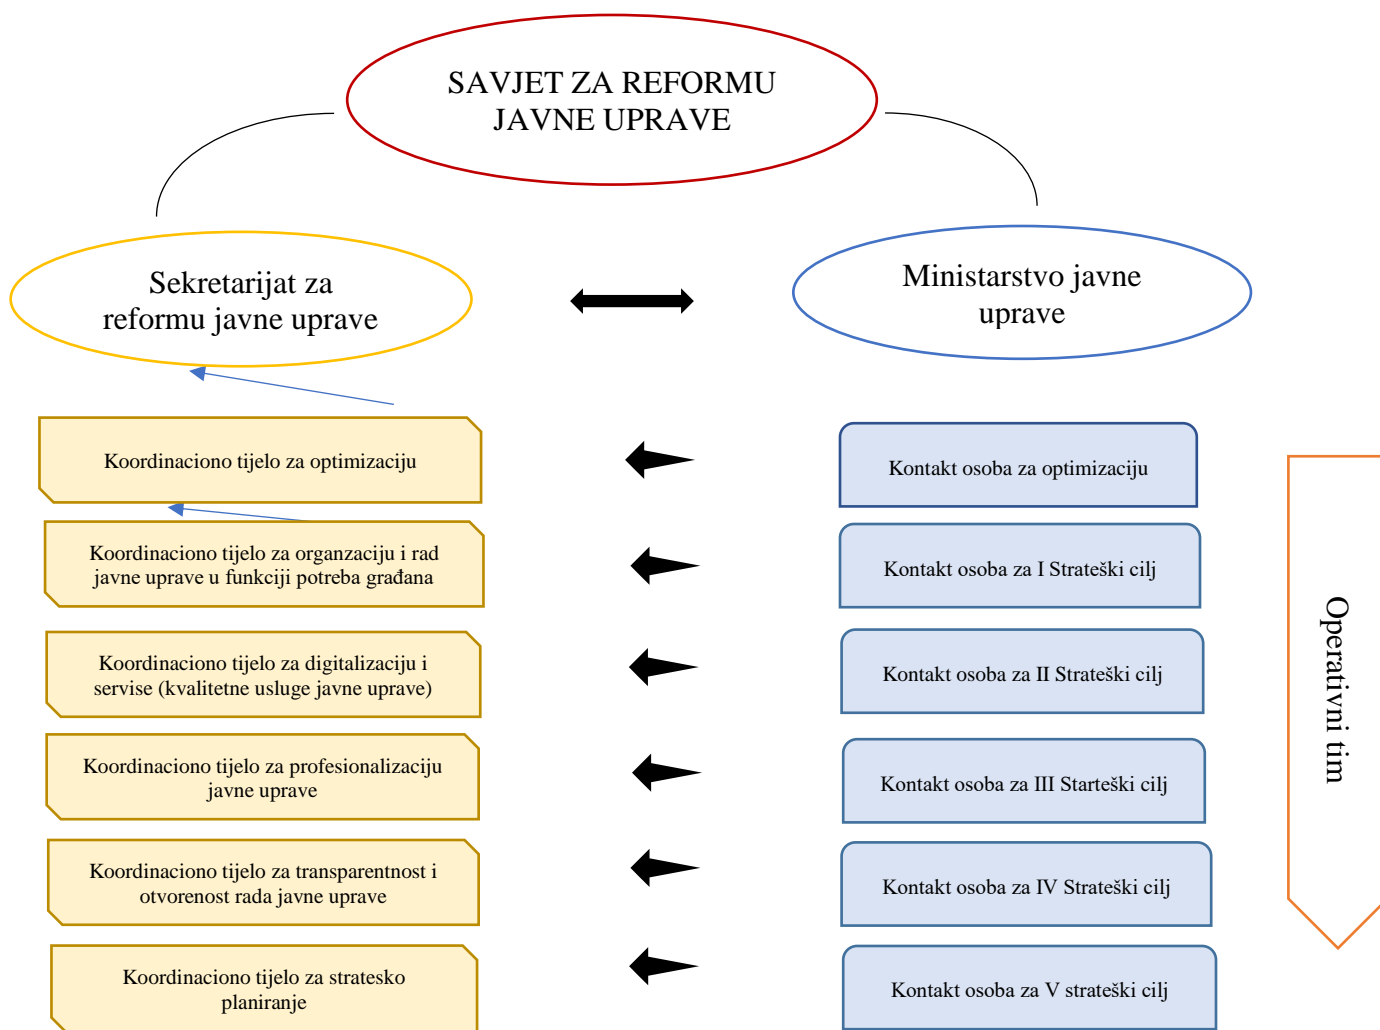 SAVJET ZA REFORMU
JAVNE UPRAVE
Sekretarijat za
reformu javne uprave
Ministarstvo javne
uprave
Koordinaciono tijelo za optimizaciju
Kontakt osoba za optimizaciju
Koordinaciono tijelo za organzaciju i rad
javne uprave u funkciji potreba građana
Kontakt osoba za I Strateški cilj
Koordinaciono tijelo za digitalizaciju i
servise (kvalitetne usluge javne uprave)
Kontakt osoba za II Strateški cilj
Koordinaciono tijelo za profesionalizaciju
javne uprave
Kontakt osoba za III Starteški cilj
Koordinaciono tijelo za transparentnost i
otvorenost rada javne uprave
Kontakt osoba za IV Strateški cilj
Koordinaciono tijelo za stratesko
planiranje
Kontakt osoba za V strateški cilj
Operativni tim